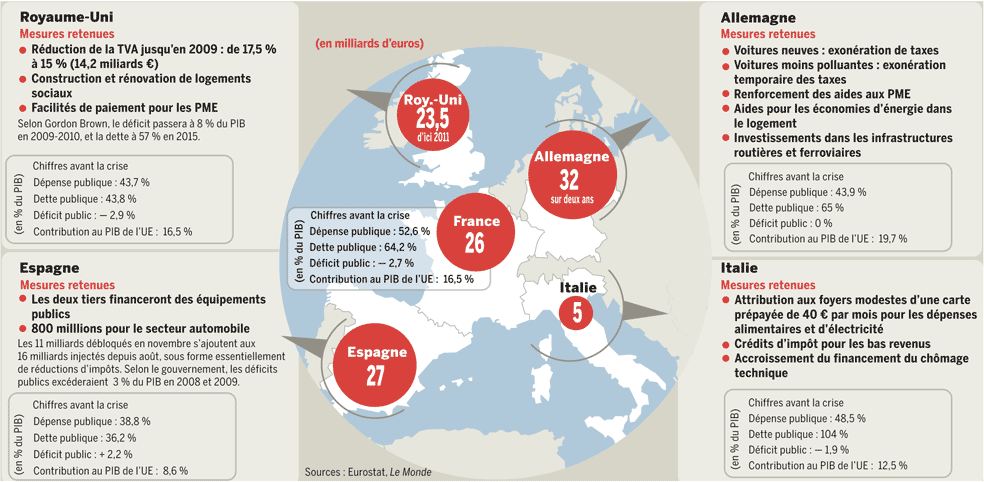 Royaume-Uni
Mesures retenues
Réduction de la TVA jusqu'en 2009 : de 17,5 %
à 15 % (14,2 miliards €)
Construction et rénovation de logements
sociaux
Facilités de paiement pour les PME
Selon Gordon Brown, le déficit passera à 8 % du PIB
en 2009-2010, et la dette à 57 % en 2015.
(en % du PIB)
Chiffres avant la crise
Dépense publique : 43,7 %
Dette publique : 43,8 %
Déficit public : – 2,9 %
Contribution au PIB de l'UE : 16,5 %
Espagne
Mesures retenues
Les deux tiers financeront des équipements
publics
800 milllions pour le secteur automobile
Les 11 miliards débloqués en novembre s'ajoutent aux
16 miliards injectés depuis août, sous forme essentiellement
de réductions d'impôts. Selon le gouvernement, les déficits
publics excéderaient 3 % du PIB en 2008 et 2009.
(en % du PIB)
Chiffres avant la crise
Dépense publique : 38,8 %
Dette publique : 36,2 %
Déficit public : + 2,2 %
Contribution au PIB de l'UE : 8,6 %
(en milliards d'euros)
Roy.-Uni
23,5
d'ici 2011
Allemagne
32
sur deux ans
France
26
(en % du PIB)
Chiffres avant la crise
Dépense publique : 52,6 %
Dette publique : 64,2 %
Déficit public : – 2,7 %
Contribution au PIB de l'UE : 16,5 %
Italie
5
Espagne
27
Sources : Eurostat, Le Monde
Allemagne
Mesures retenues
Voitures neuves : exonération de taxes
Voitures moins polluantes : exonération
temporaire des taxes
Renforcement des aides aux PME
Aides pour les économies d'énergie dans
le logement
Investissements dans les infrastructures
routières et ferroviaires
(en % du PIB)
Chiffres avant la crise
Dépense publique : 43,9 %
Dette publique : 65 %
Déficit public : 0 %
Contribution au PIB de l'UE : 19,7 %
Italie
Mesures retenues
Attribution aux foyers modestes d'une carte
prépayée de 40 € par mois pour les dépenses
alimentaires et d'électricité
Crédits d'impôt pour les bas revenus
Accroissement du financement du chômage
technique
(en % du PIB)
Chiffres avant la crise
Dépense publique : 48,5 %
Dette publique : 104 %
Déficit public : – 1,9 %
Contribution au PIB de l'UE : 12,5 %